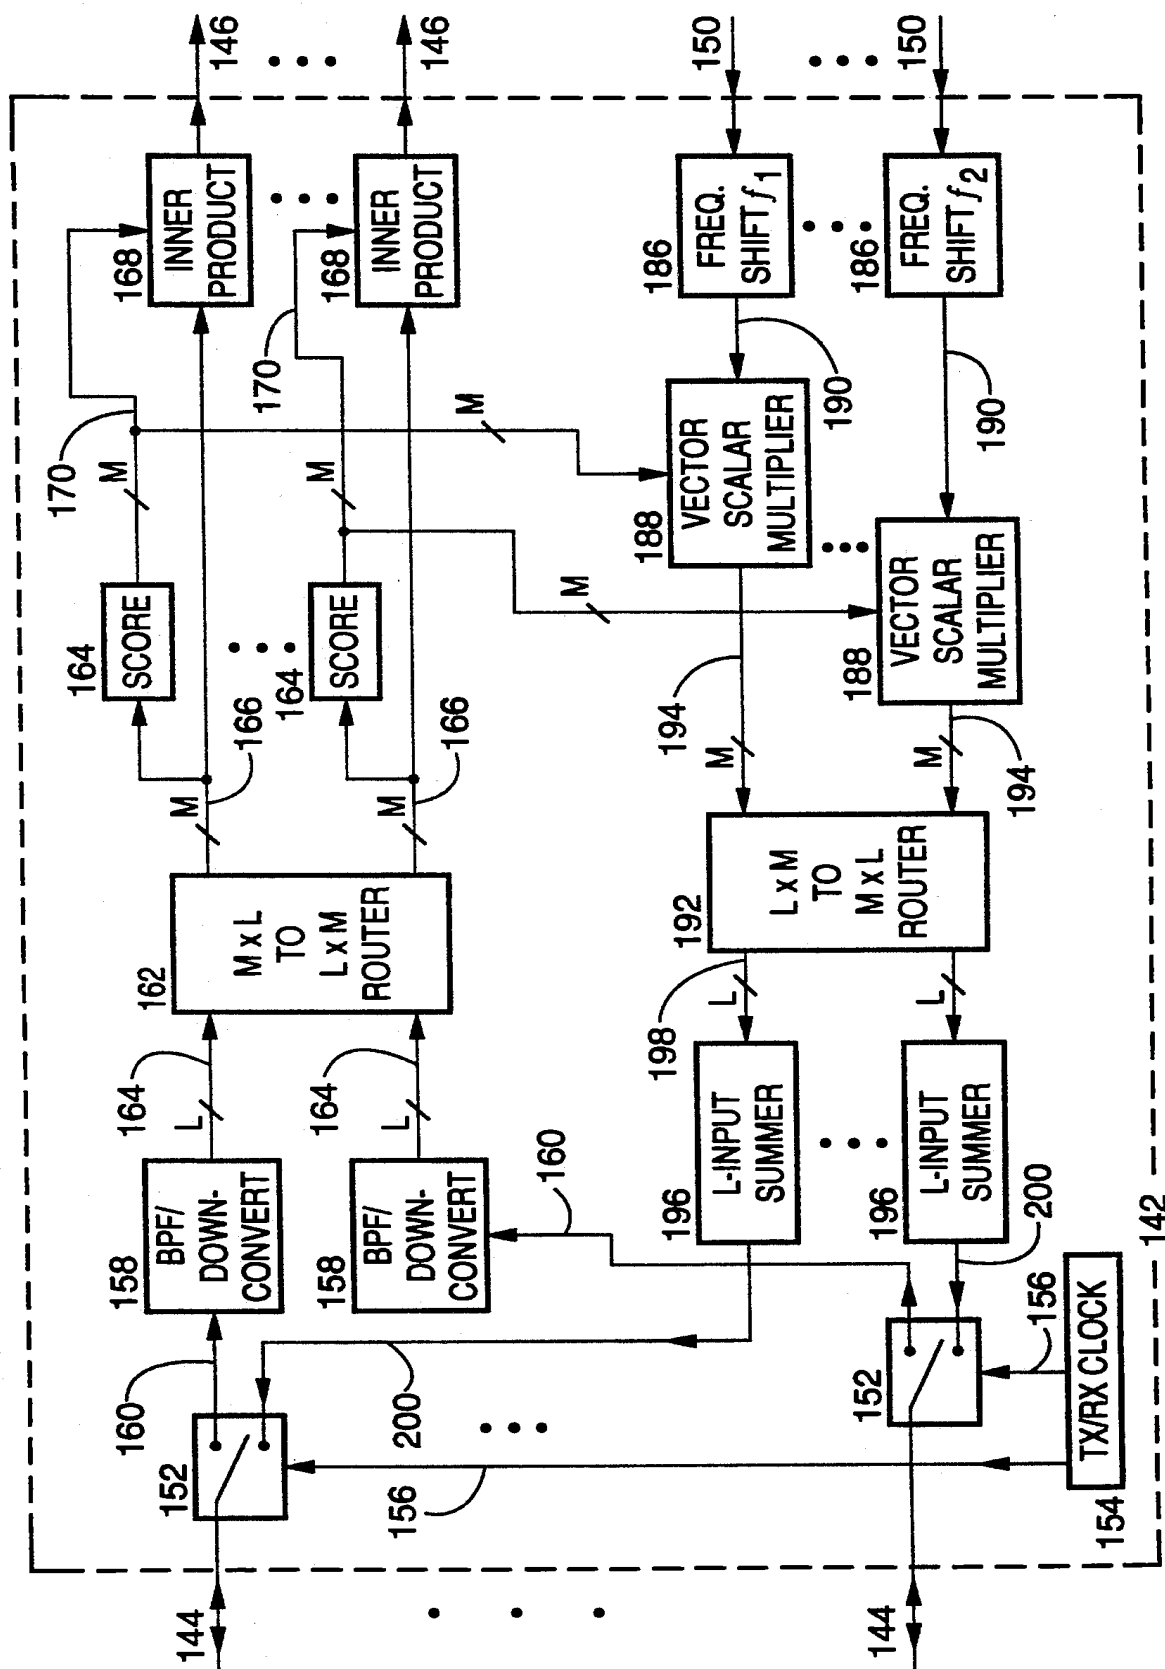 146
146
150
150
INNER
PRODUCT
168
INNER
PRODUCT
168
170
170
M
M
M
M
SCORE
164
SCORE
164
166
166
M
M
M x L
TO
L x M
ROUTER
162
164
164
L
L
BPF/
DOWN-
CONVERT
158
BPF/
DOWN-
CONVERT
158
160
160
152
144
FREQ.
SHIFT f1
186
FREQ.
SHIFT f2
186
190
190
VECTOR
SCALAR
MULTIPLIER
188
VECTOR
SCALAR
MULTIPLIER
188
194
194
M
M
L x M
TO
M x L
ROUTER
192
198
L
L
L-INPUT
SUMMER
196
L-INPUT
SUMMER
196
200
200
152
156
156
TX/RX CLOCK
154
142
144